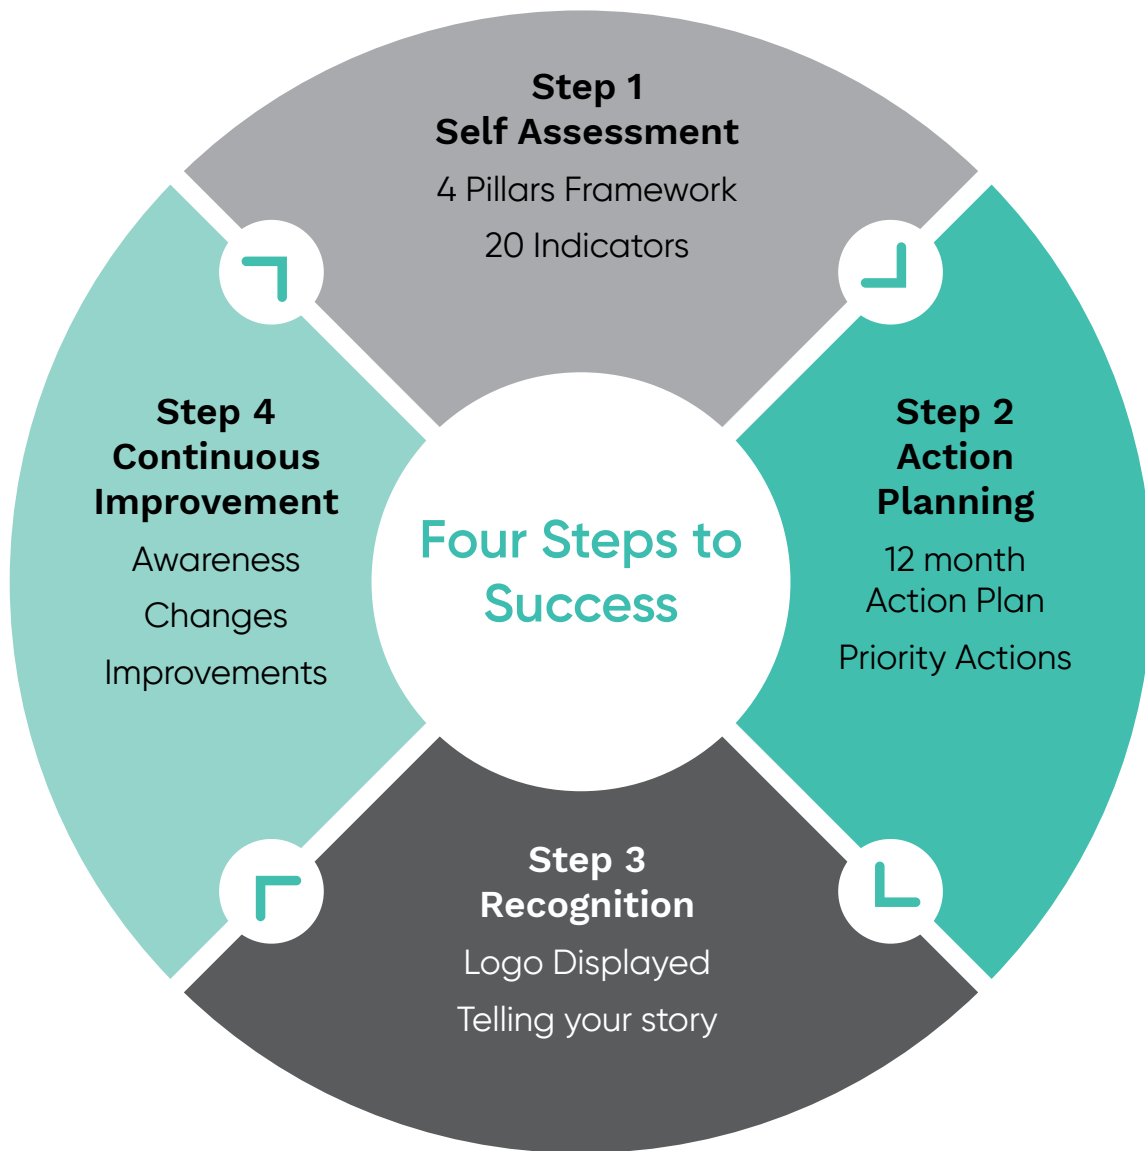 Step 1
Self Assessment
4 Pillars Framework
20 Indicators
Step 2
Action
Planning
12 month
Action Plan
Priority Actions
Step 3
Recognition
Logo Displayed
Telling your story
Step 4
Continuous
Improvement
Awareness
Changes
Improvements
Four Steps to
Success